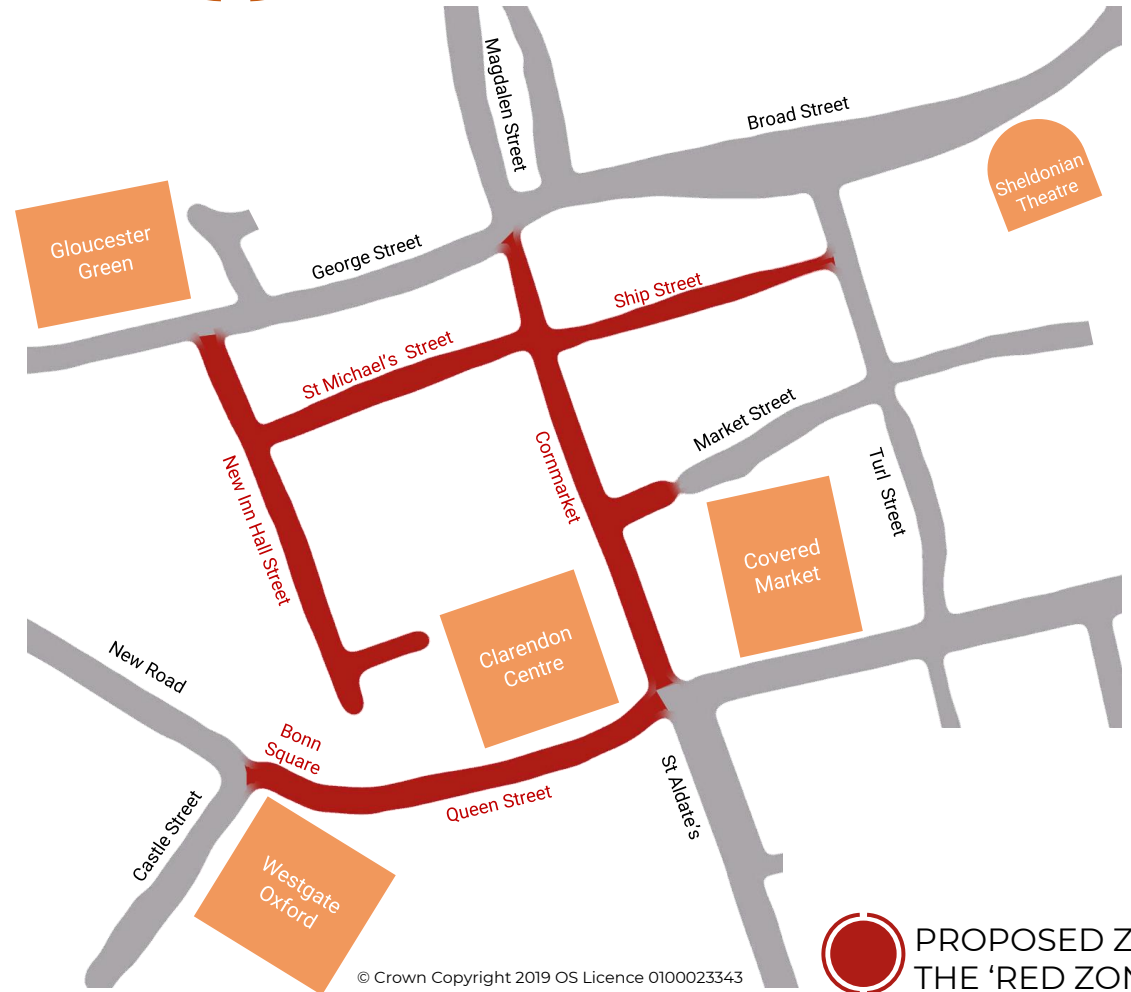 Magdalen Street
Broad Street
Sheldonian
Theatre
Gloucester
Green
George Street
Ship Street
St Michael's Street
Market Street
New Inn Hall Street
Cornmarket
Turl Street
Covered
Market
Clarendon
Centre
New Road
Bonn
Square
Queen Street
St Aldate's
Castle Street
Westgate
Oxford
© Crown Copyright 2019 OS Licence 0100023343
PROPOSED Z
THE ‘RED ZON